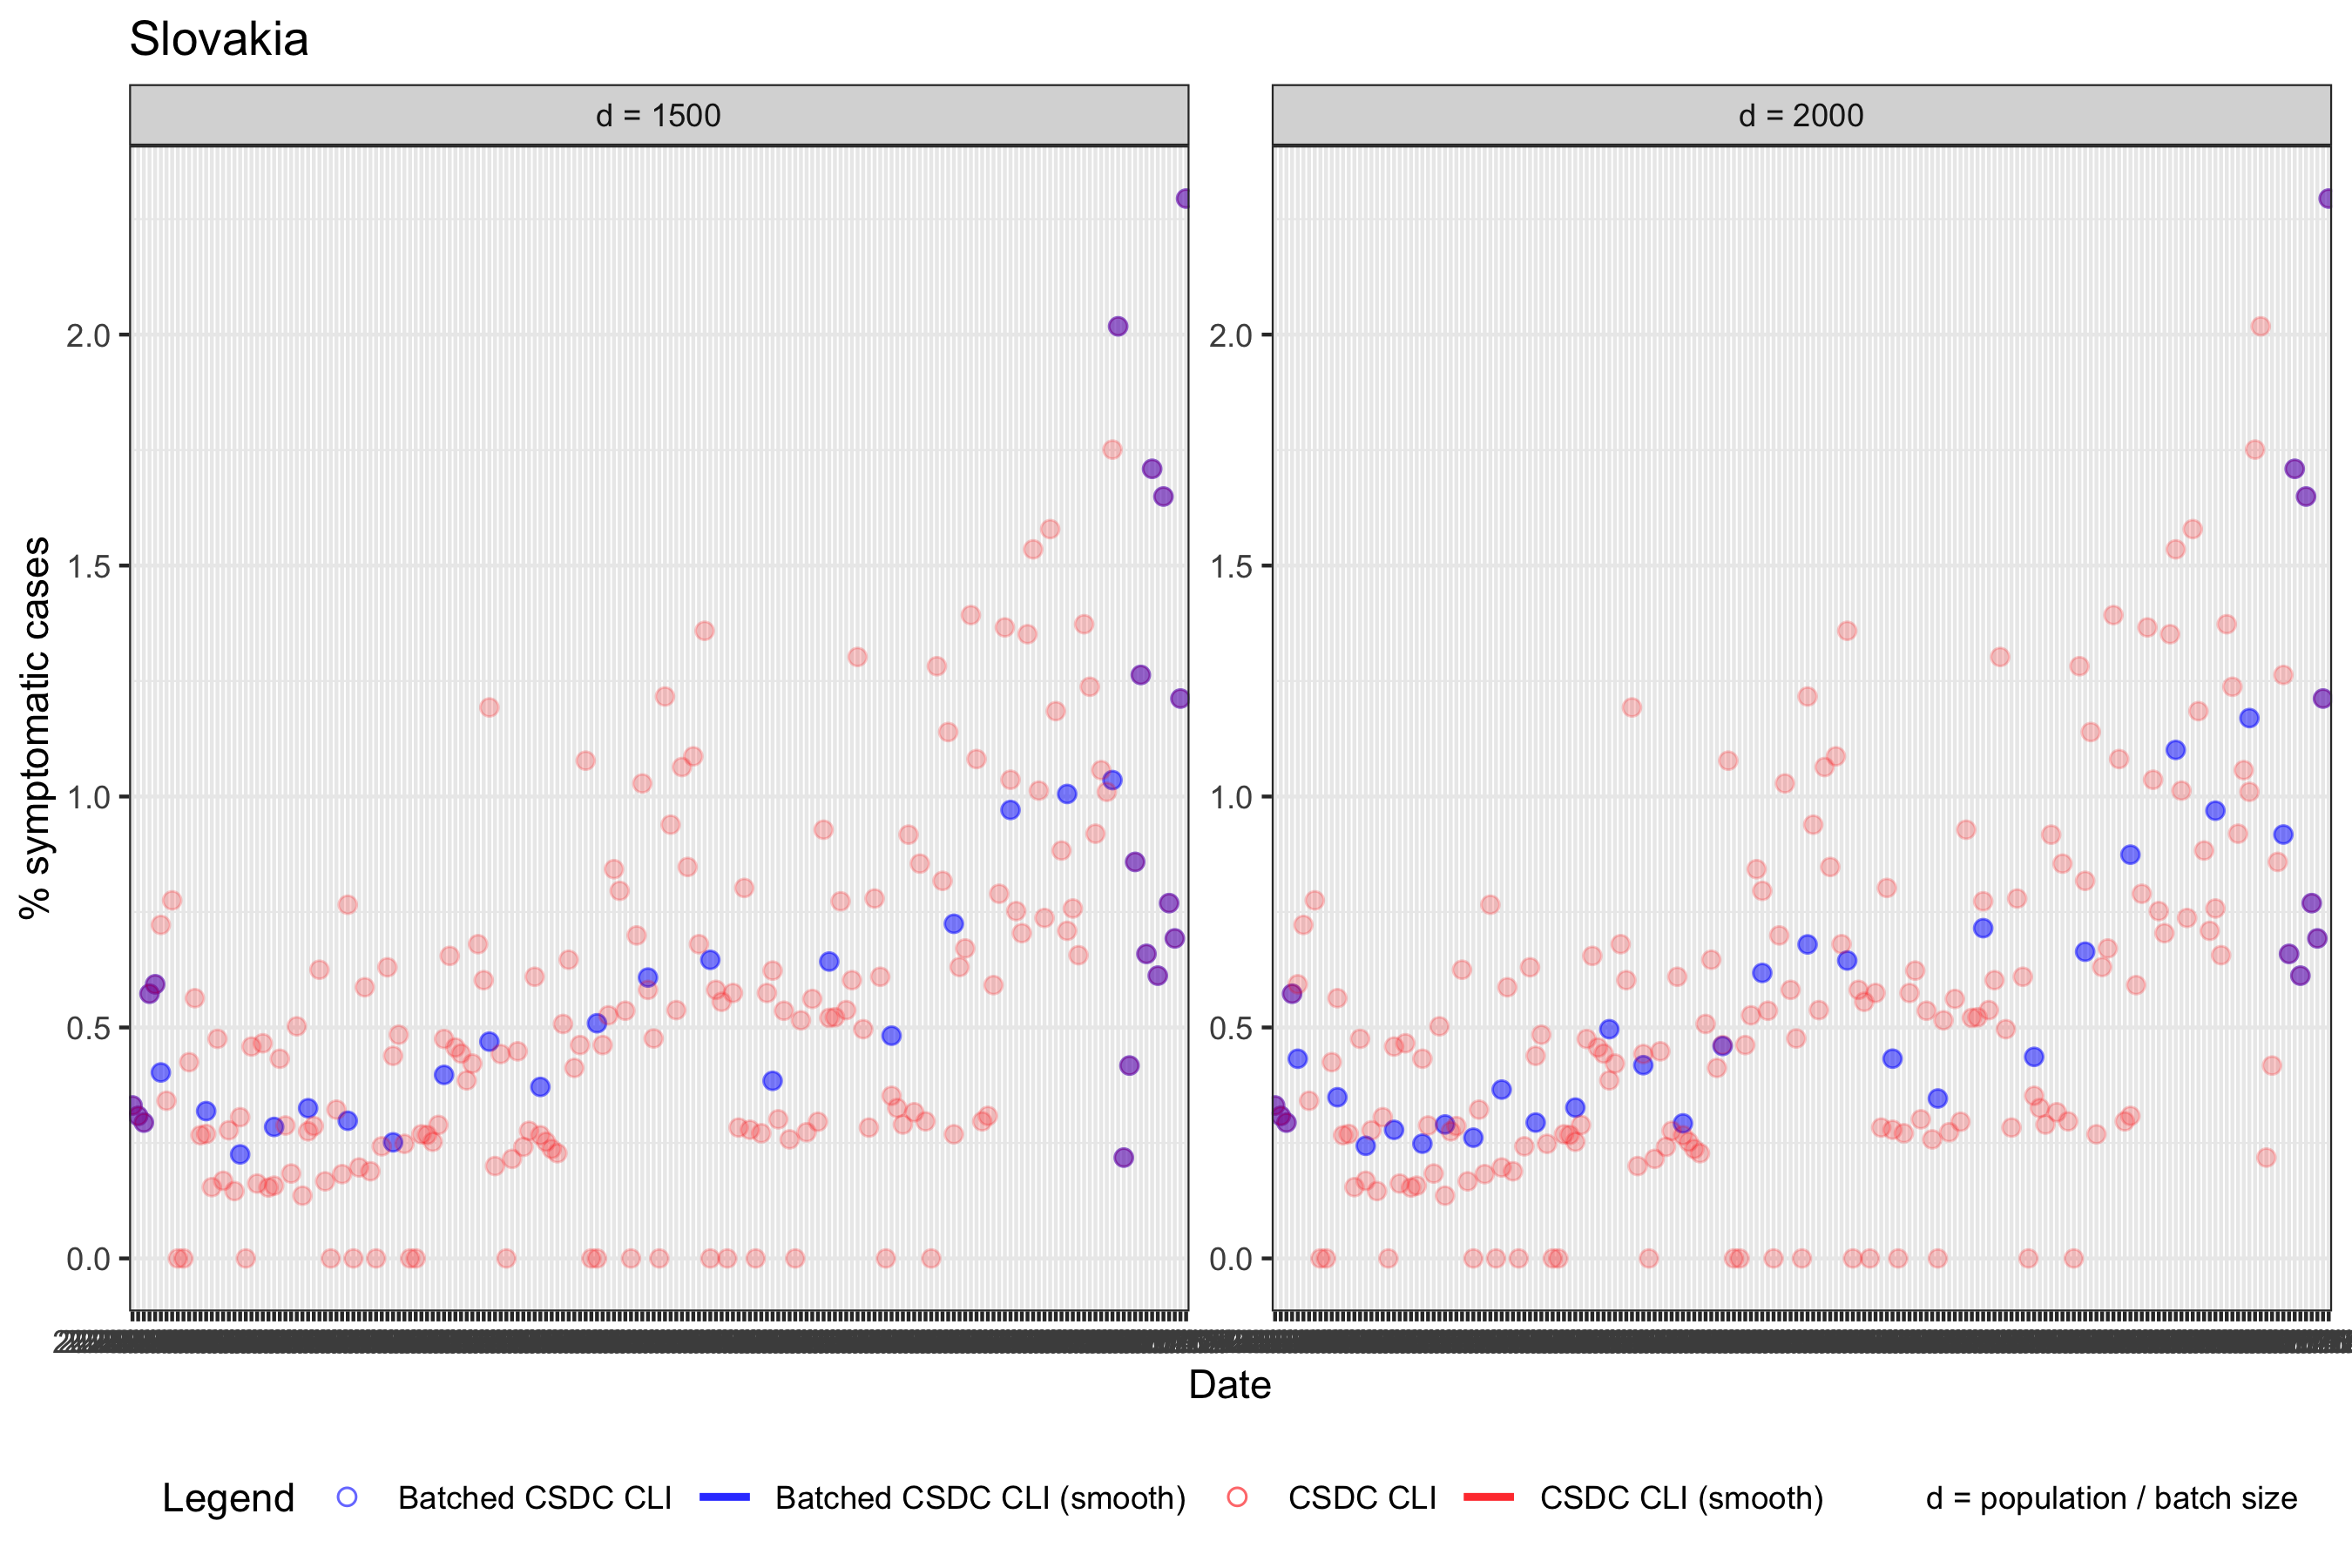 Slovakia
d = 1500
d = 2000
% symptomatic cases
2.0
1.5
1.0
0.5
0.0
2.0
1.5
1.0
0.5
0.0
Date
Legend Batched CSDC CLI Batched CSDC CLI (smooth) CSDC CLI CSDC CLI (smooth) d = population / batch size